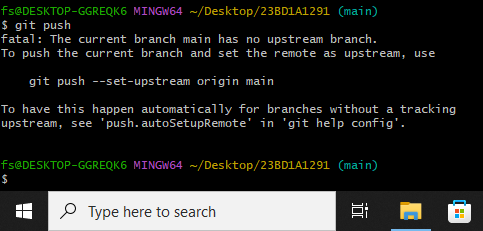 fs@DESKTOP-GGREQK6 MINGW64 ~/Desktop/23BD1A1291 (main)
$ git push
fatal: The current branch main has no upstream branch.
To push the current branch and set the remote as upstream, use

    git push --set-upstream origin main

To have this happen automatically for branches without a tracking
upstream, see 'push.autoSetupRemote' in 'git help config'.

fs@DESKTOP-GGREQK6 MINGW64 ~/Desktop/23BD1A1291 (main)
$
Type here to search